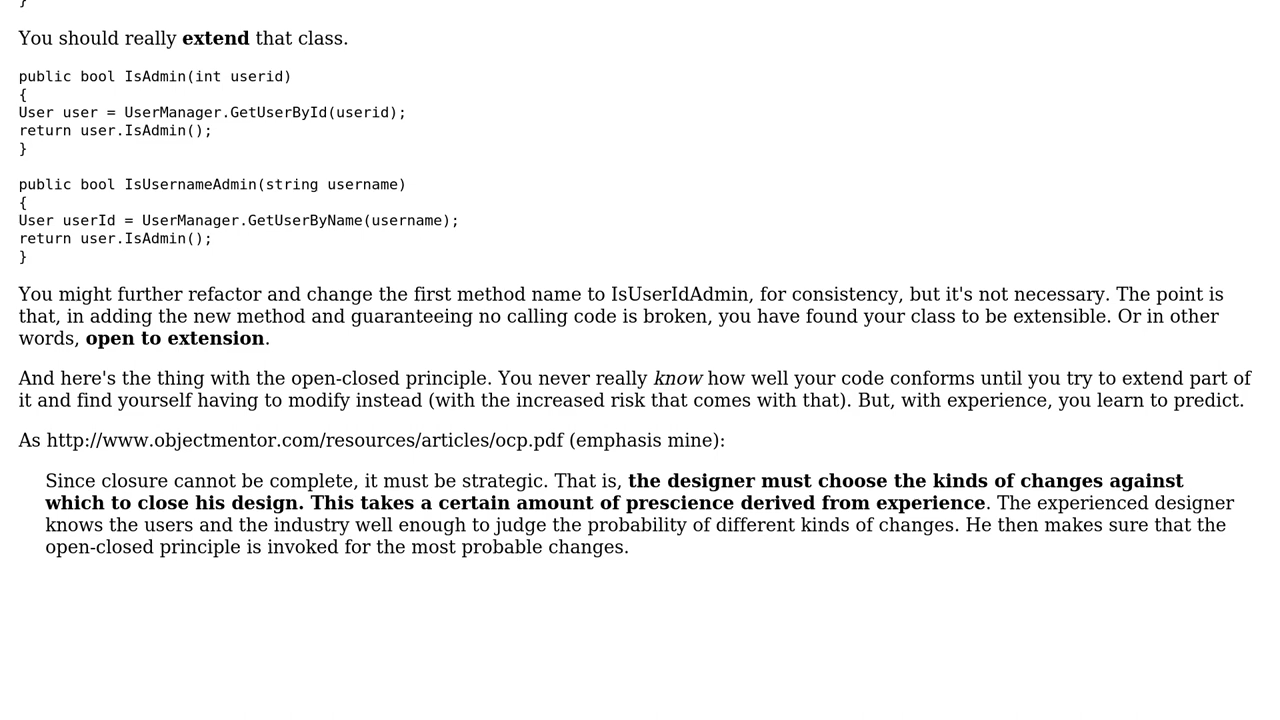 }
You should really extend that class.
public bool IsAdmin(int userid)
{
User user = UserManager.GetUserById(userid);
return user.IsAdmin();
}
public bool IsUsernameAdmin(string username)
{
User userId = UserManager.GetUserByName(username);
return user.IsAdmin();
}
You might further refactor and change the first method name to IsUserIdAdmin, for consistency, but it's not necessary. The point is
that, in adding the new method and guaranteeing no calling code is broken, you have found your class to be extensible. Or in other
words, open to extension.
And here's the thing with the open-closed principle. You never really know how well your code conforms until you try to extend part of
it and find yourself having to modify instead (with the increased risk that comes with that). But, with experience, you learn to predict.
As http://www.objectmentor.com/resources/articles/ocp.pdf (emphasis mine):
Since closure cannot be complete, it must be strategic. That is, the designer must choose the kinds of changes against
which to close his design. This takes a certain amount of prescience derived from experience. The experienced designer
knows the users and the industry well enough to judge the probability of different kinds of changes. He then makes sure that the
open-closed principle is invoked for the most probable changes.